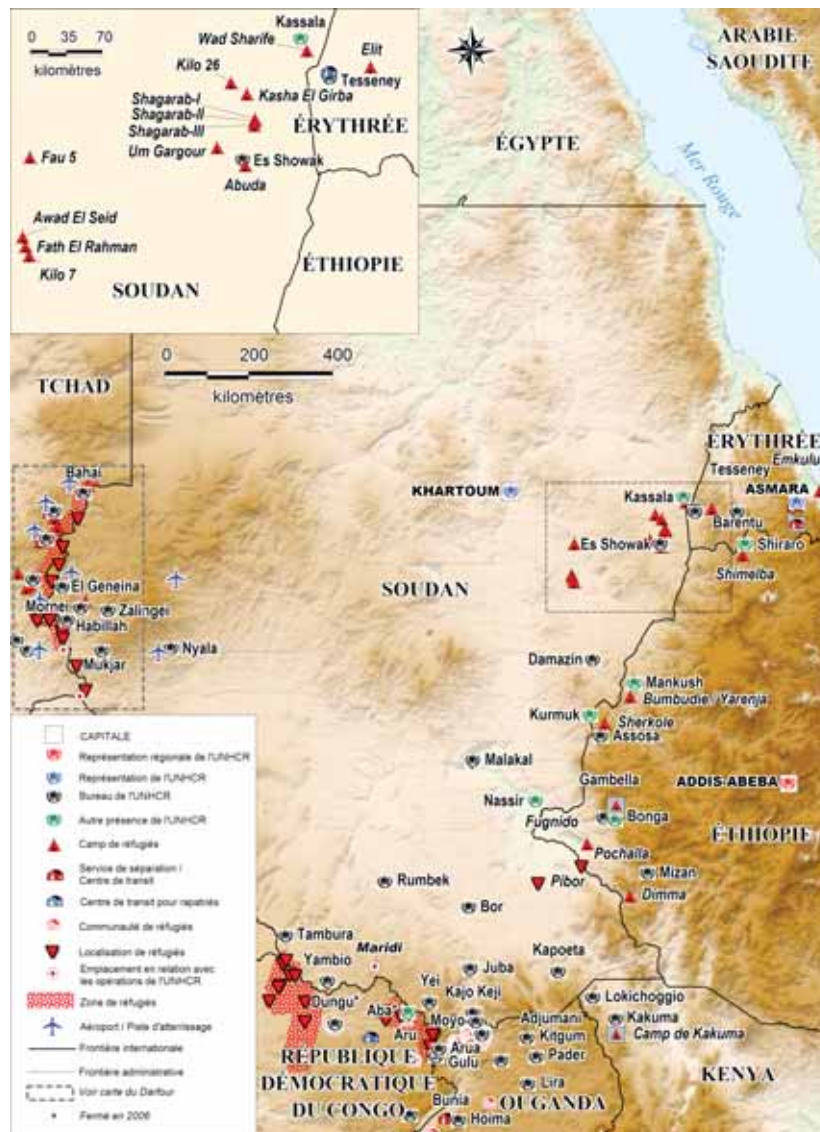 0 35 70
kilomètres
Kassala
Wad Sharife
Elit
Kilo 26
Tesseney
Kasha El Girba
Shagarab-I
Shagarab-II
Shagarab-III
ÉRYTHRÉE
Um Gargour
Es Showak
Fau 5
Abuda
Awad El Seid
Fath El Rahman
Kilo 7
SOUDAN
ÉTHIOPIE
ARABIE
SAOUDITE
ÉGYPTE
Mer Rouge
0 200 400
kilomètres
TCHAD
ERYTHRÉE
Emkulu
Tesseney
Bahai
KHARTOUM
Kassala
ASMARA
Barentu
Es Showak
Shiraro
Shimelba
SOUDAN
El Geneina
Mornei
Zalingei
Habillah
Nyala
Mukjar
Damazin
Mankush
Bumbudie/ Yarenja
Kurmuk
Sherkole
Assosa
Malakal
Gambella
ADDIS-ABEBA
Nassir
Fugnido
Bonga
ÉTHIOPIE
Pochalla
Mizan
Rumbek
Pibor
Dimma
Bor
Tambura
Maridi
Kapoeta
Yambio
Juba
Yei
Kajo Keji
Lokichoggio
Dungu*
Aba*
Moyo
Adjumani
Kakuma
Aru
Kitgum
Camp de Kakuma
Arua
Gulu
Pader
RÉPUBLIQUE
DÉMOCRATIQUE
DU CONGO
Lira
KENYA
Bunia
OUGANDA
Hoima
CAPITALE
Représentation régionale de l'UNHCR
Représentation de l'UNHCR
Bureau de l'UNHCR
Autre présence de l'UNHCR
Camp de réfugiés
Service de séparation /
Centre de transit
Centre de transit pour rapatriés
Communauté de réfugiés
Localisation de réfugiés
Emplacement en relation avec
les opérations de l'UNHCR
Zone de réfugiés
Aéroport / Piste d'atterrissage
Frontière internationale
Frontière administrative
Voir carte du Darfour
* Fermé en 2006